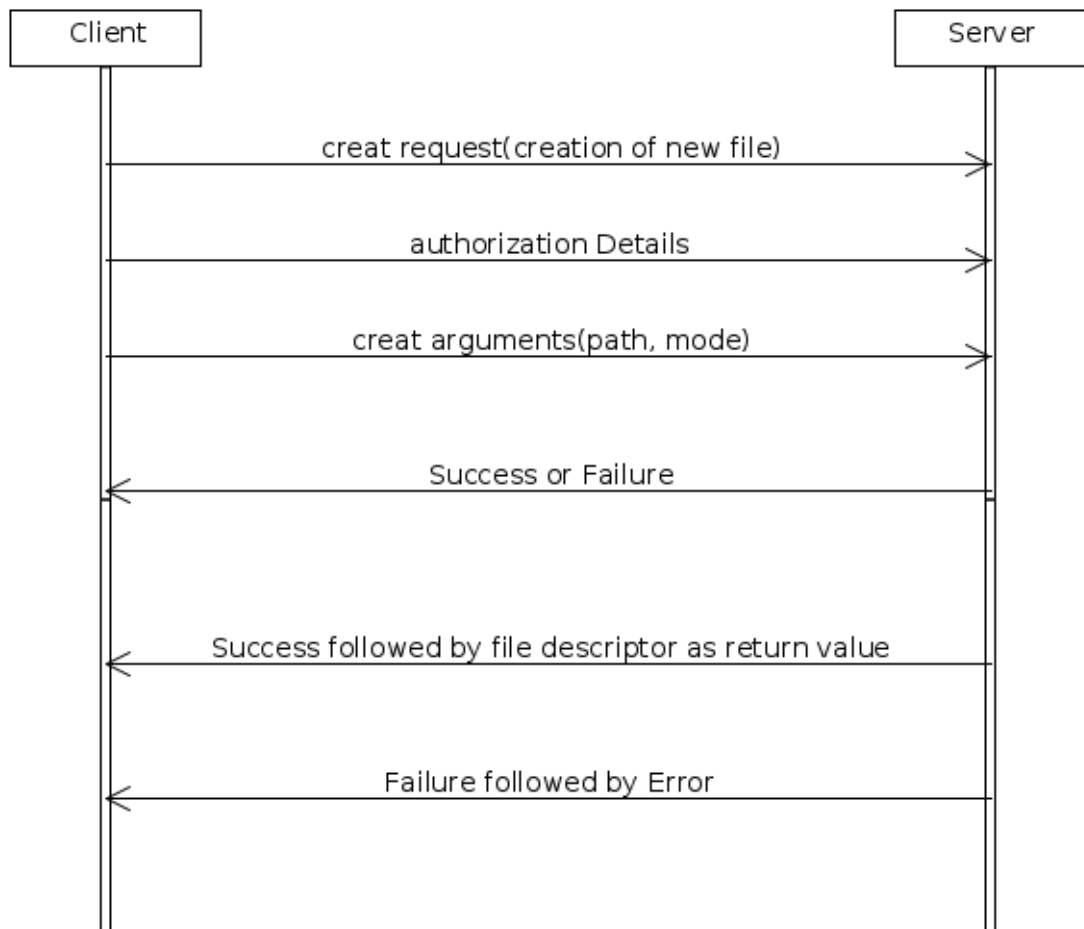 Client
Server
creat request(creation of new file)
authorization Details
creat arguments(path, mode)
Success or Failure
Success followed by file descriptor as return value
Failure followed by Error